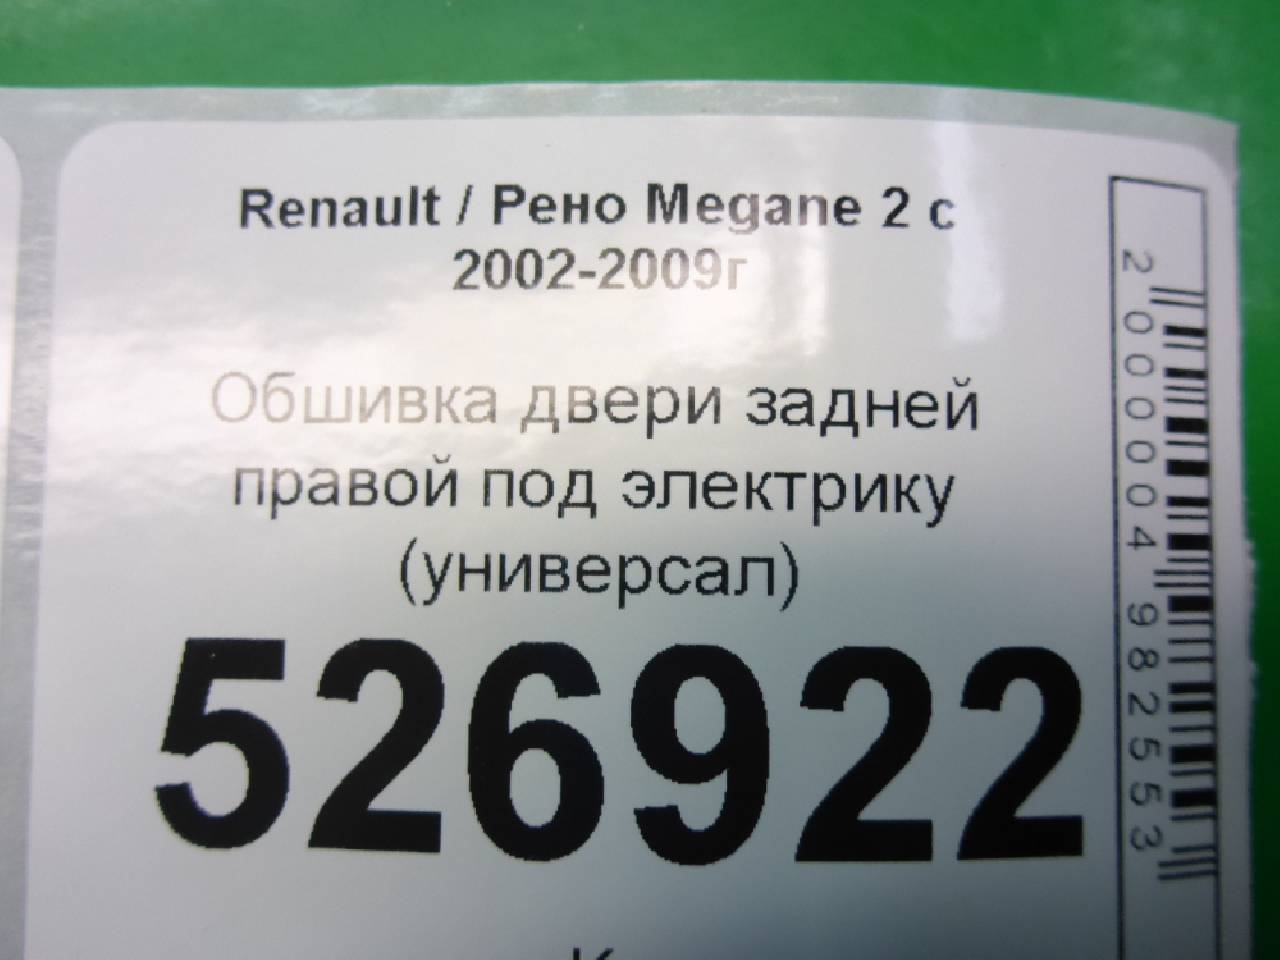 Renault / Рено Megane 2 с
2002-2009г
Обшивка двери задней
правой под электрику
(универсал)
526922
2000004982553